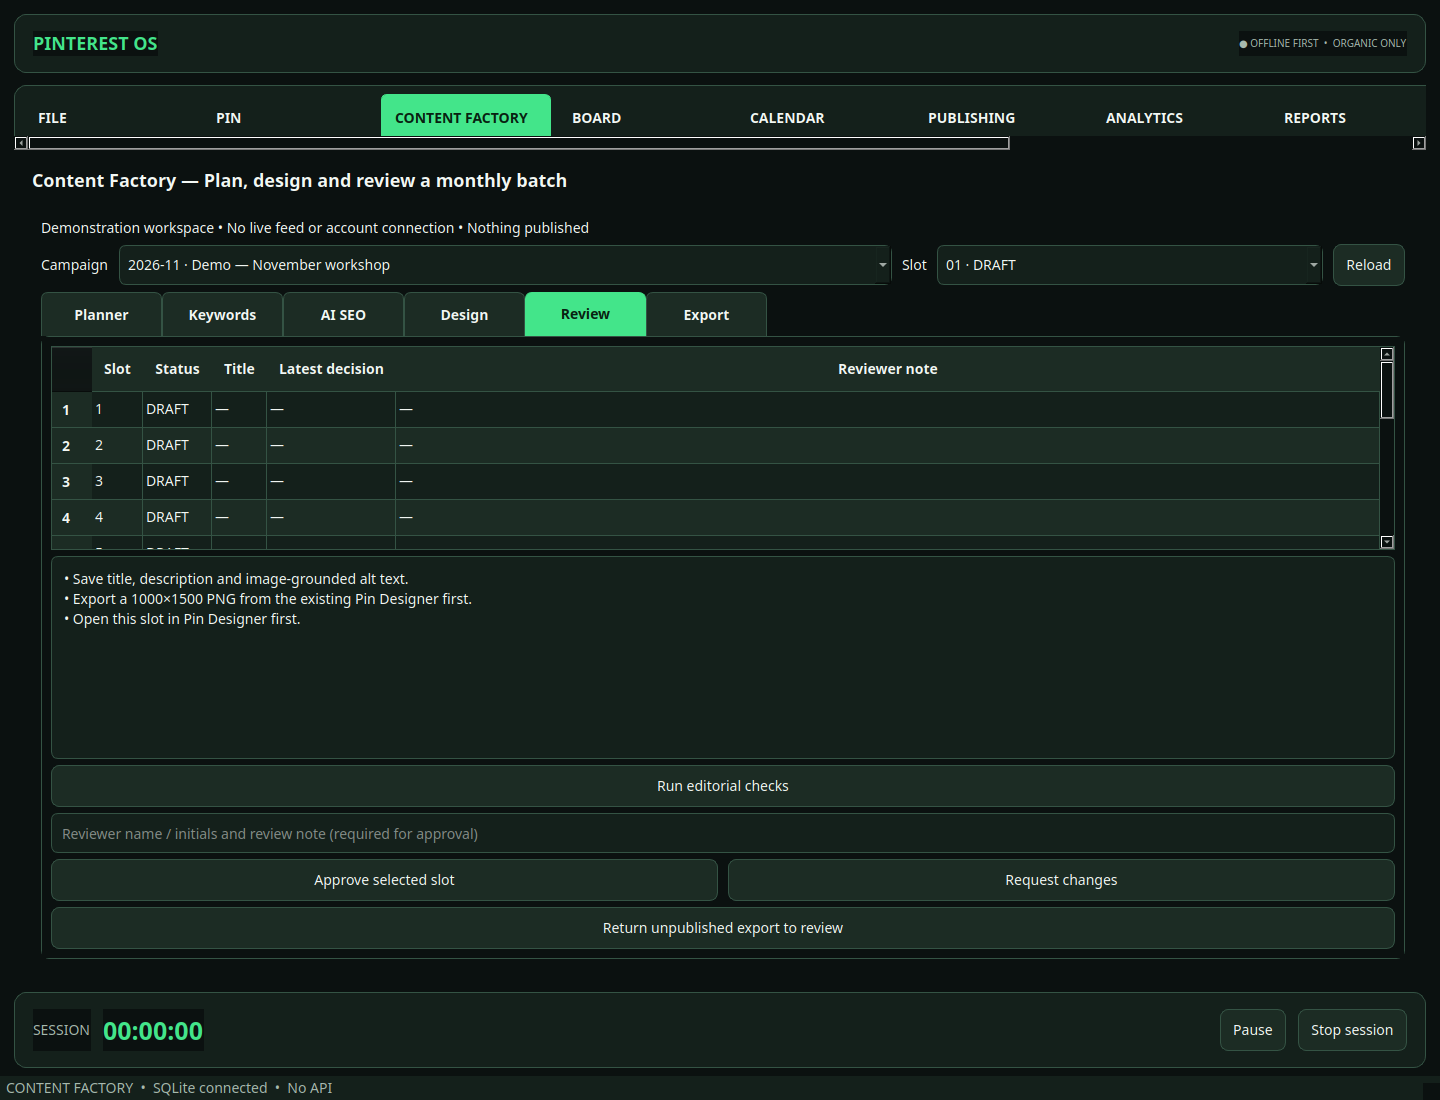 PINTEREST OS
● OFFLINE FIRST • ORGANIC ONLY
FILE PIN CONTENT FACTORY BOARD CALENDAR PUBLISHING ANALYTICS REPORTS
Content Factory — Plan, design and review a monthly batch
Demonstration workspace • No live feed or account connection • Nothing published
Campaign 2026-11 · Demo — November workshop Slot 01 · DRAFT Reload
Planner Keywords AI SEO Design Review Export
Slot Status Title Latest decision Reviewer note
1 1 DRAFT — — —
2 2 DRAFT — — —
3 3 DRAFT — — —
4 4 DRAFT — — —
• Save title, description and image-grounded alt text.
• Export a 1000×1500 PNG from the existing Pin Designer first.
• Open this slot in Pin Designer first.
Run editorial checks
Reviewer name / initials and review note (required for approval)
Approve selected slot Request changes
Return unpublished export to review
SESSION 00:00:00 Pause Stop session
CONTENT FACTORY • SQLite connected • No API